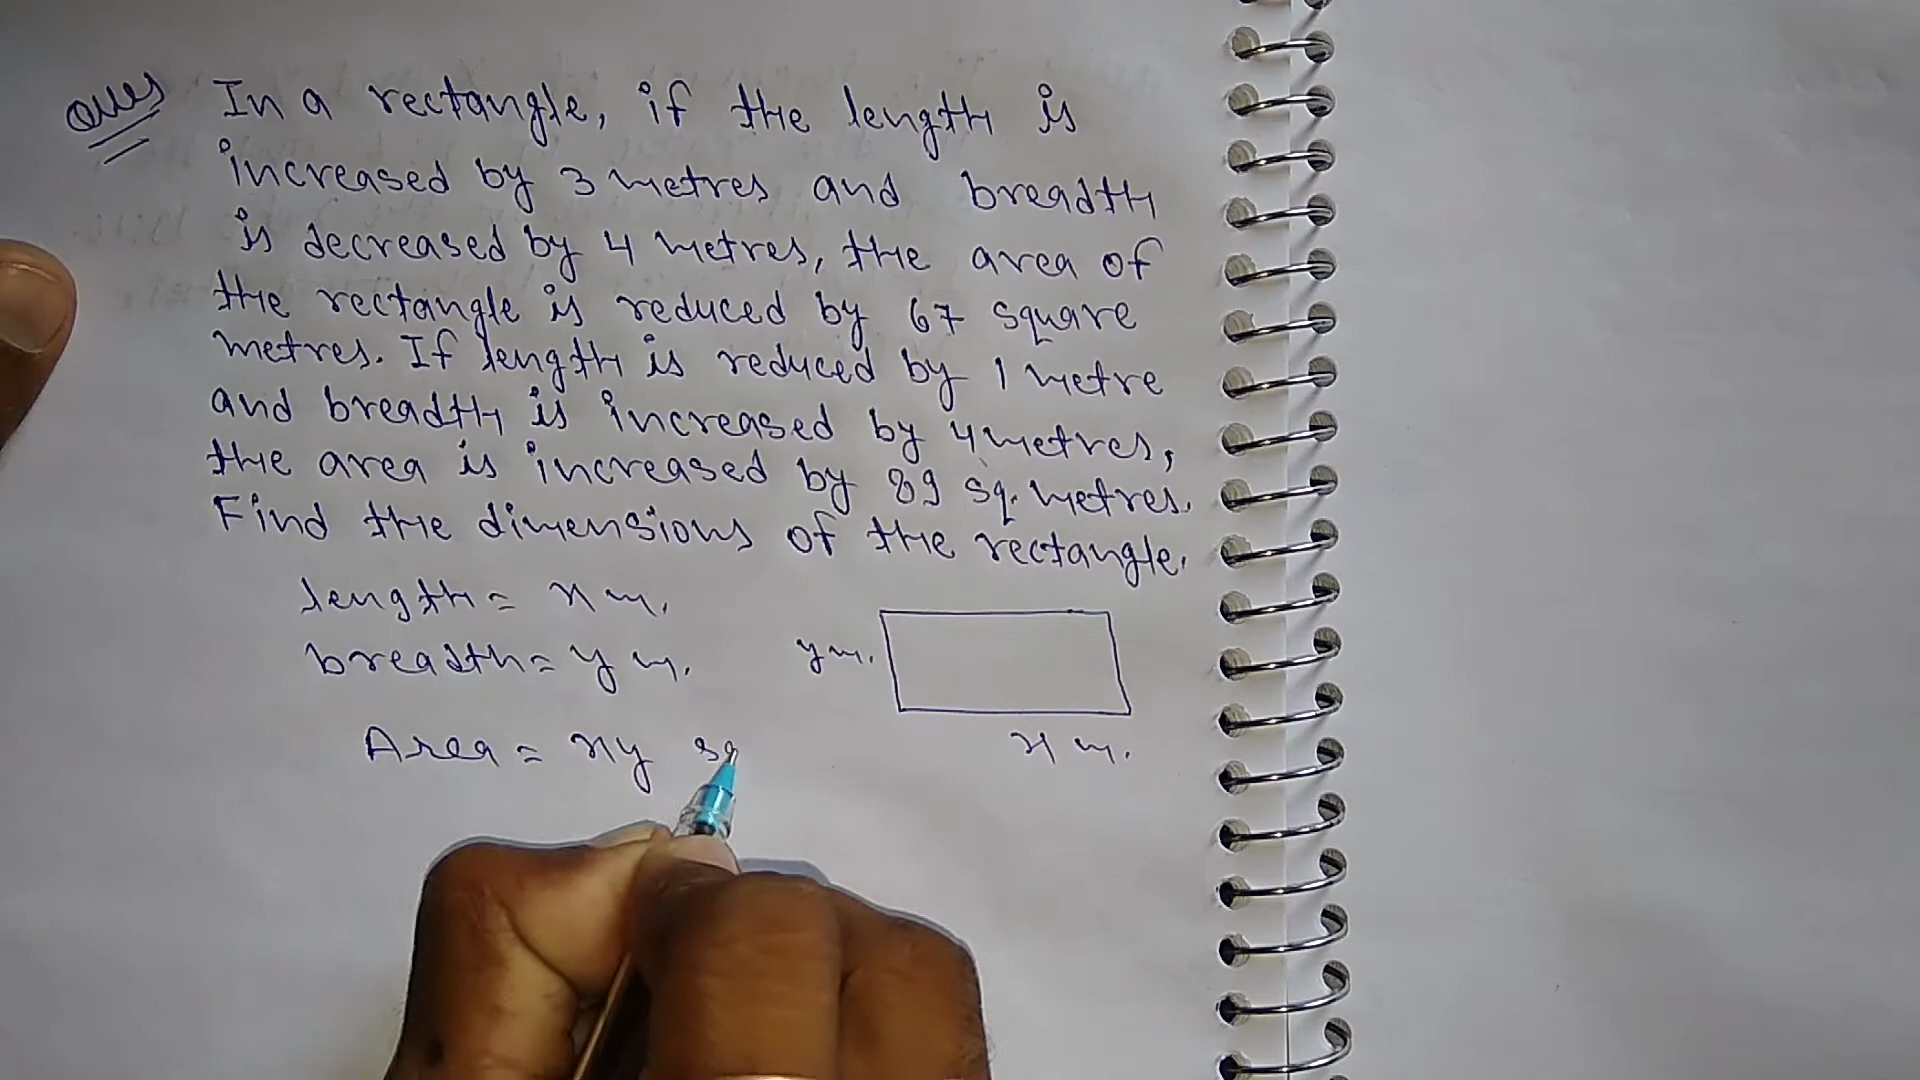 Ques In a rectangle, if the length is
increased by 3 metres and breadth
is decreased by 4 metres, the area of
the rectangle is reduced by 67 square
metres. If length is reduced by 1 metre
and breadth is increased by 4 metres,
the area is increased by 89 sq. metres.
Find the dimensions of the rectangle.
length = x m.
breadth = y m.
y m.
Area = xy sq
x m.